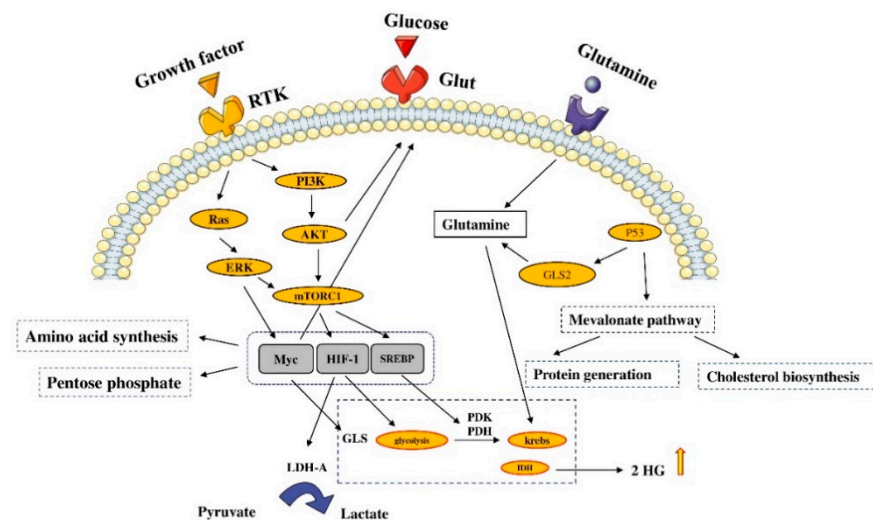 Glucose
Growth factor
Glutamine
RTK
Glut
PI3K
Ras
AKT
Glutamine
P53
ERK
GLS2
mTORC1
Mevalonate pathway
Amino acid synthesis
Myc
HIF-1
SREBP
Pentose phosphate
Protein generation
Cholesterol biosynthesis
PDK
PDH
GLS
glycolysis
krebs
LDH-A
IDH
2 HG
Pyruvate
Lactate